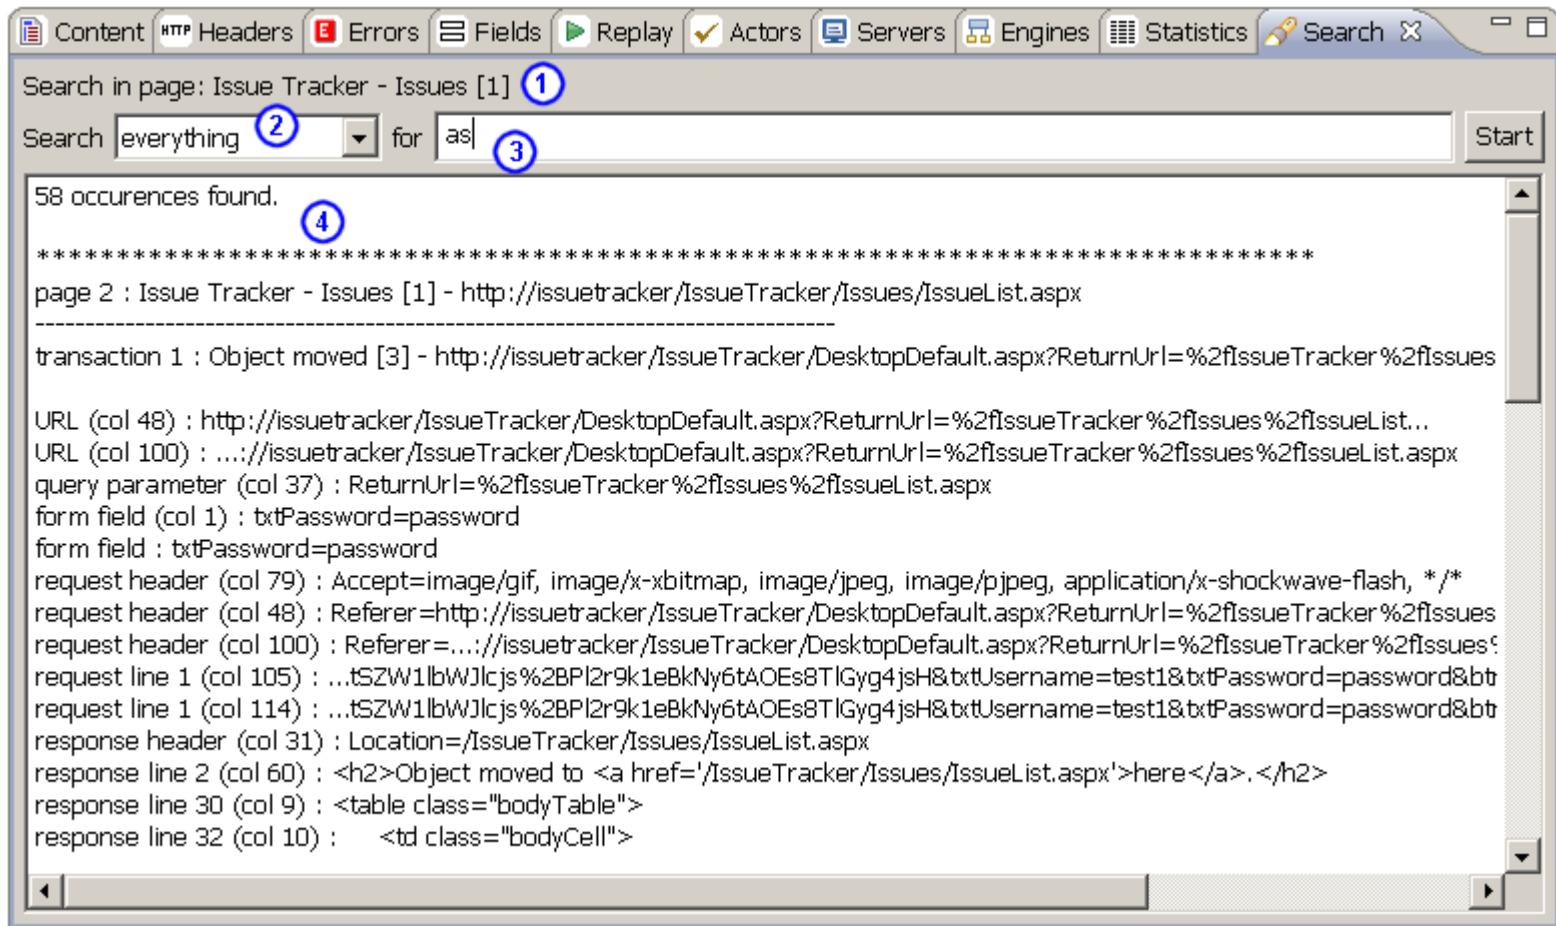 Content HTTP Headers E Errors Fields Replay Actors Servers Engines Statistics Search
Search in page: Issue Tracker - Issues [1] 1
Search everything 2 for as 3 Start
58 occurences found.
4
********************************************************************************
page 2 : Issue Tracker - Issues [1] - http://issuetracker/IssueTracker/Issues/IssueList.aspx
--------------------------------------------------------------------------------
transaction 1 : Object moved [3] - http://issuetracker/IssueTracker/DesktopDefault.aspx?ReturnUrl=%2fIssueTracker%2fIssues
URL (col 48) : http://issuetracker/IssueTracker/DesktopDefault.aspx?ReturnUrl=%2fIssueTracker%2fIssues%2fIssueList...
URL (col 100) : ...://issuetracker/IssueTracker/DesktopDefault.aspx?ReturnUrl=%2fIssueTracker%2fIssues%2fIssueList.aspx
query parameter (col 37) : ReturnUrl=%2fIssueTracker%2fIssues%2fIssueList.aspx
form field (col 1) : txtPassword=password
form field : txtPassword=password
request header (col 79) : Accept=image/gif, image/x-xbitmap, image/jpeg, image/pjpeg, application/x-shockwave-flash, */*
request header (col 48) : Referer=http://issuetracker/IssueTracker/DesktopDefault.aspx?ReturnUrl=%2fIssueTracker%2fIssues
request header (col 100) : Referer=...://issuetracker/IssueTracker/DesktopDefault.aspx?ReturnUrl=%2fIssueTracker%2fIssues%
request line 1 (col 105) : ...tSZW1lbWJlcjs%2BPl2r9k1eBkNy6tAOEs8TlGyg4jsH&txtUsername=test1&txtPassword=password&bt
request line 1 (col 114) : ...tSZW1lbWJlcjs%2BPl2r9k1eBkNy6tAOEs8TlGyg4jsH&txtUsername=test1&txtPassword=password&bt
response header (col 31) : Location=/IssueTracker/Issues/IssueList.aspx
response line 2 (col 60) : <h2>Object moved to <a href='/IssueTracker/Issues/IssueList.aspx'>here</a>.</h2>
response line 30 (col 9) : <table class="bodyTable">
response line 32 (col 10) : <td class="bodyCell">